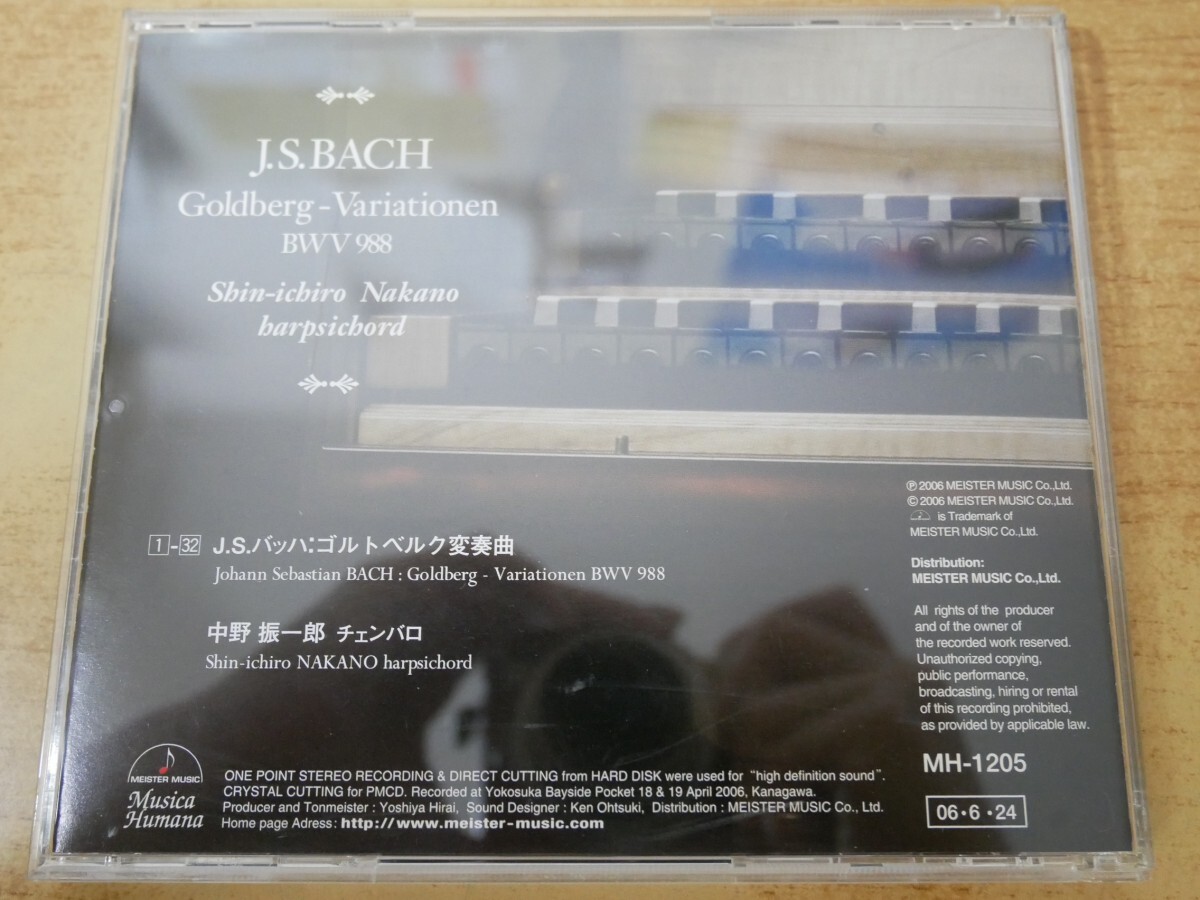 J.S.BACH
Goldberg-Variationen
BWV 988
Shin-ichiro Nakano
harpsichord
1-32 J.S.バッハ:ゴルトベルク変奏曲
Johann Sebastian BACH : Goldberg - Variationen BWV 988
中野 振一郎 チェンバロ
Shin-ichiro NAKANO harpsichord
℗ 2006 MEISTER MUSIC Co.,Ltd.
© 2006 MEISTER MUSIC Co.,Ltd.
is Trademark of
MEISTER MUSIC Co.,Ltd.
Distribution:
MEISTER MUSIC Co.,Ltd.
All rights of the producer
and of the owner of
the recorded work reserved.
Unauthorized copying,
public performance,
broadcasting, hiring or rental
of this recording prohibited,
as provided by applicable law.
MH-1205
06・6・24
MEISTER MUSIC
Musica
Humana
ONE POINT STEREO RECORDING & DIRECT CUTTING from HARD DISK were used for "high definition sound".
CRYSTAL CUTTING for PMCD. Recorded at Yokosuka Bayside Pocket 18 & 19 April 2006, Kanagawa.
Producer and Tonmeister : Yoshiya Hirai, Sound Designer : Ken Ohtsuki, Distribution : MEISTER MUSIC Co., Ltd.
Home page Adress: http://www.meister-music.com